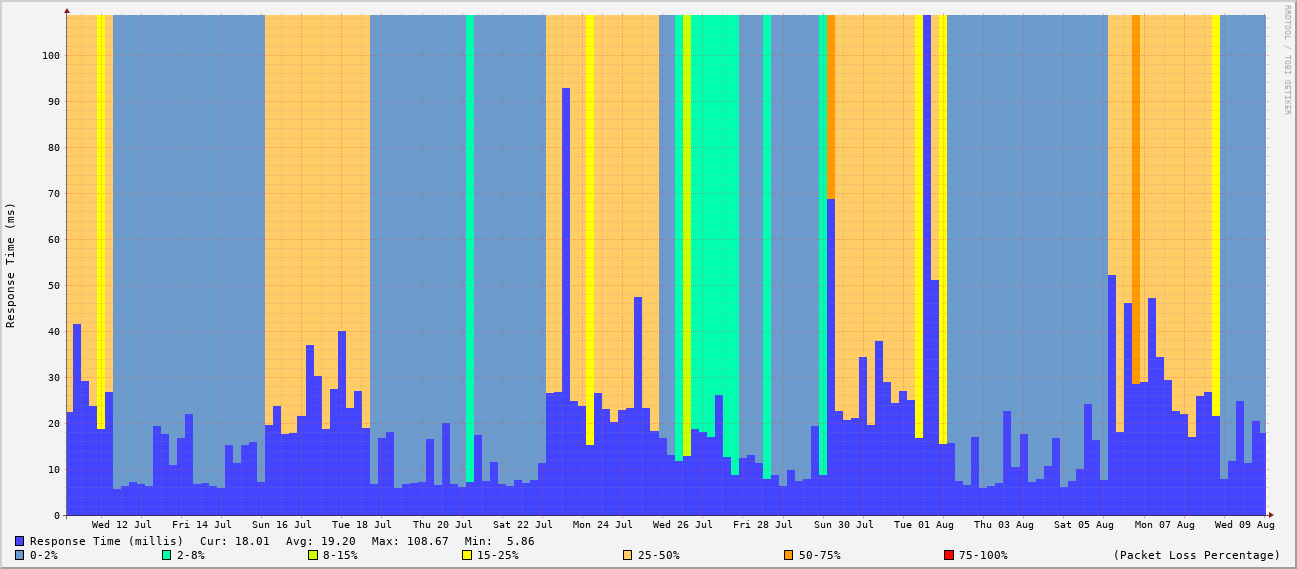 RRDTOOL / TOBI OETIKER
Response Time (ms)
100
90
80
70
60
50
40
30
20
10
0
Wed 12 Jul Fri 14 Jul Sun 16 Jul Tue 18 Jul Thu 20 Jul Sat 22 Jul Mon 24 Jul Wed 26 Jul Fri 28 Jul Sun 30 Jul Tue 01 Aug Thu 03 Aug Sat 05 Aug Mon 07 Aug Wed 09 Aug
Response Time (millis) Cur: 18.01 Avg: 19.20 Max: 108.67 Min: 5.86
0-2% 2-8% 8-15% 15-25% 25-50% 50-75% 75-100% (Packet Loss Percentage)